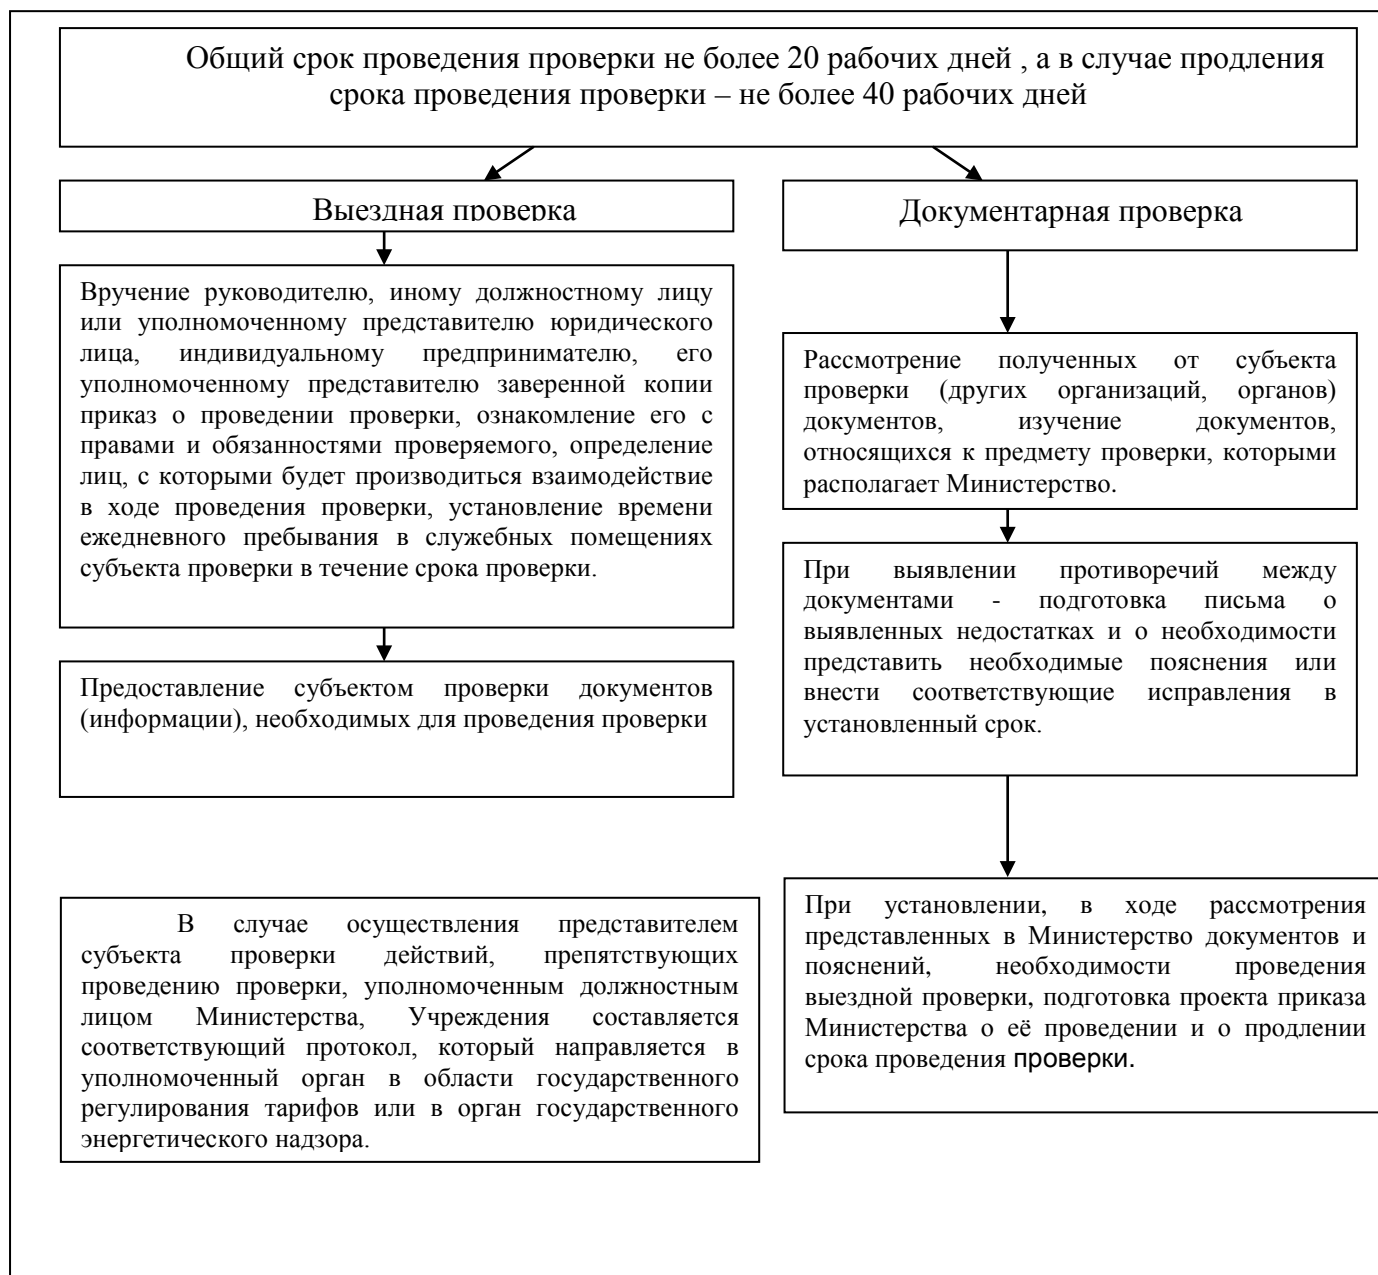 Общий срок проведения проверки не более 20 рабочих дней , а в случае продления
срока проведения проверки – не более 40 рабочих дней
Выездная проверка
Вручение руководителю, иному должностному лицу
или уполномоченному представителю юридического
лица, индивидуальному предпринимателю, его
уполномоченному представителю заверенной копии
приказ о проведении проверки, ознакомление его с
правами и обязанностями проверяемого, определение
лиц, с которыми будет производиться взаимодействие
в ходе проведения проверки, установление времени
ежедневного пребывания в служебных помещениях
субъекта проверки в течение срока проверки.
Предоставление субъектом проверки документов
(информации), необходимых для проведения проверки
В случае осуществления представителем
субъекта проверки действий, препятствующих
проведению проверки, уполномоченным должностным
лицом Министерства, Учреждения составляется
соответствующий протокол, который направляется в
уполномоченный орган в области государственного
регулирования тарифов или в орган государственного
энергетического надзора.
Документарная проверка
Рассмотрение полученных от субъекта
проверки (других организаций, органов)
документов, изучение документов,
относящихся к предмету проверки, которыми
располагает Министерство.
При выявлении противоречий между
документами - подготовка письма о
выявленных недостатках и о необходимости
представить необходимые пояснения или
внести соответствующие исправления в
установленный срок.
При установлении, в ходе рассмотрения
представленных в Министерство документов и
пояснений, необходимости проведения
выездной проверки, подготовка проекта приказа
Министерства о её проведении и о продлении
срока проведения проверки.